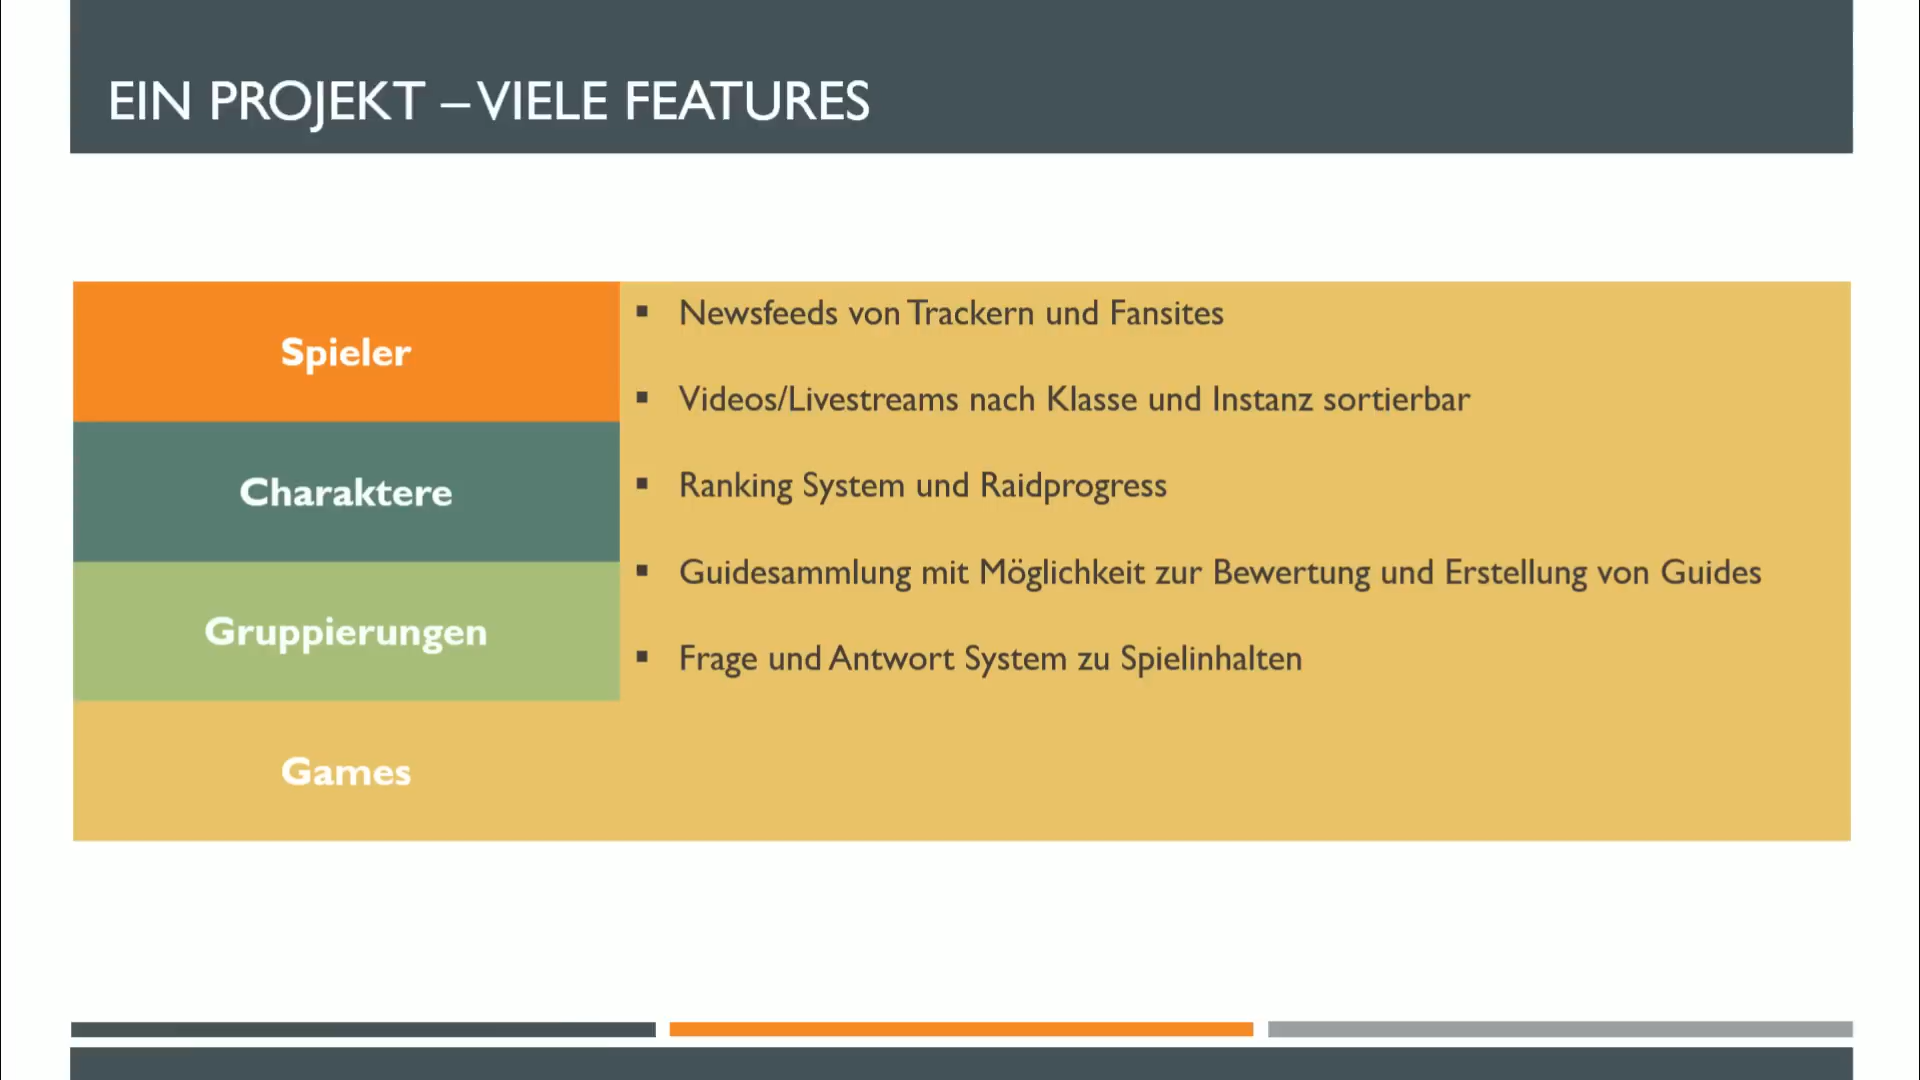 EIN PROJEKT – VIELE FEATURES
Spieler
Charaktere
Gruppierungen
Games
▪ Newsfeeds von Trackern und Fansites
▪ Videos/Livestreams nach Klasse und Instanz sortierbar
▪ Ranking System und Raidprogress
▪ Guidesammlung mit Möglichkeit zur Bewertung und Erstellung von Guides
▪ Frage und Antwort System zu Spielinhalten